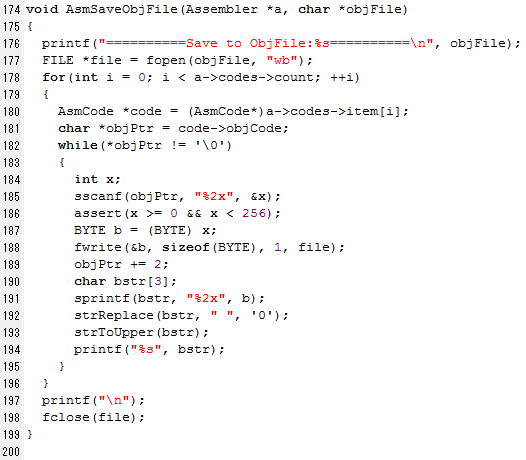 174 void AsmSaveObjFile(Assembler *a, char *objFile)
175 {
176   printf("==========Save to ObjFile:%s==========\n", objFile);
177   FILE *file = fopen(objFile, "wb");
178   for(int i = 0; i < a->codes->count; ++i)
179   {
180     AsmCode *code = (AsmCode*)a->codes->item[i];
181     char *objPtr = code->objCode;
182     while(*objPtr != '\0')
183     {
184       int x;
185       sscanf(objPtr, "%2x", &x);
186       assert(x >= 0 && x < 256);
187       BYTE b = (BYTE) x;
188       fwrite(&b, sizeof(BYTE), 1, file);
189       objPtr += 2;
190       char bstr[3];
191       sprintf(bstr, "%2x", b);
192       strReplace(bstr, " ", '0');
193       strToUpper(bstr);
194       printf("%s", bstr);
195     }
196   }
197   printf("\n");
198   fclose(file);
199 }
200